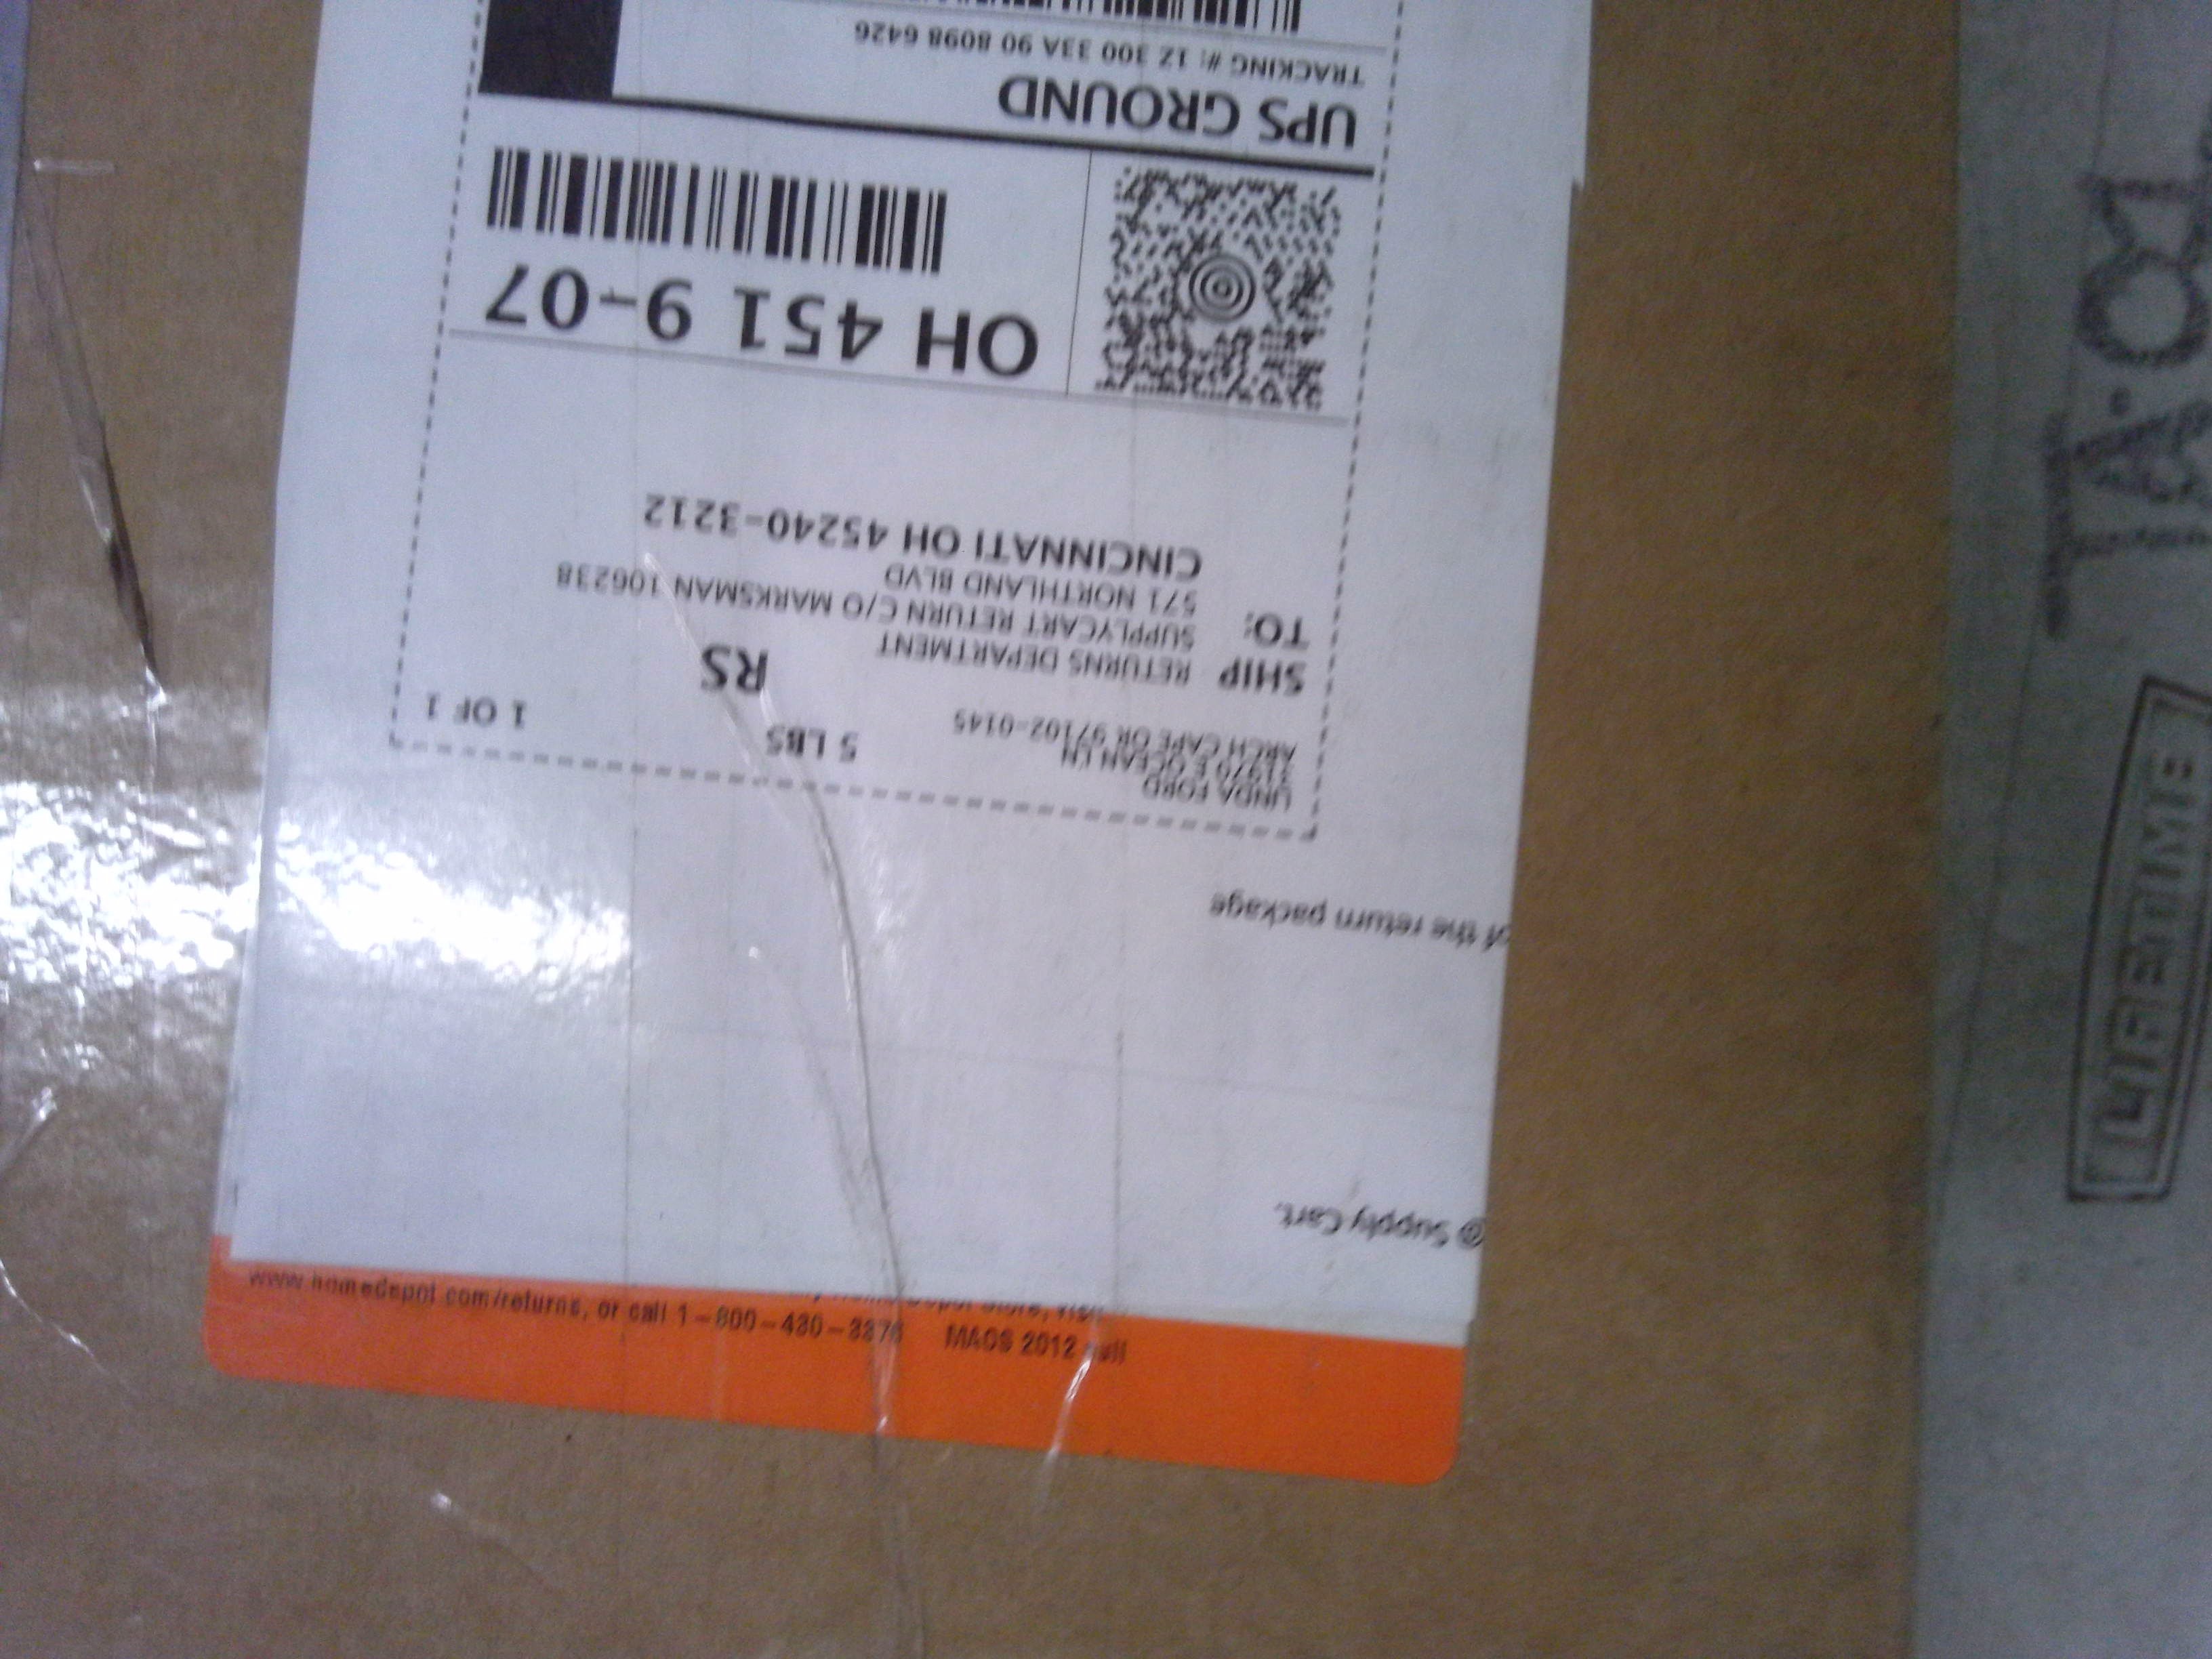 LINDA FORD
ARCH CAPE OR 97102-0145
5 LBS
1 OF 1
RS
SHIP
TO:
RETURNS DEPARTMENT
SUPPLYCART RETURN C/O MARKSMAN 106238
571 NORTHLAND BLVD
CINCINNATI OH 45240-3212
OH 451 9-07
UPS GROUND
TRACKING #: 1Z 300 33A 90 8098 6426
of the return package
@ Supply Cart.
www.homedepot.com/returns, or call 1-800-430-3376 MAGS 2012
LIFETIME